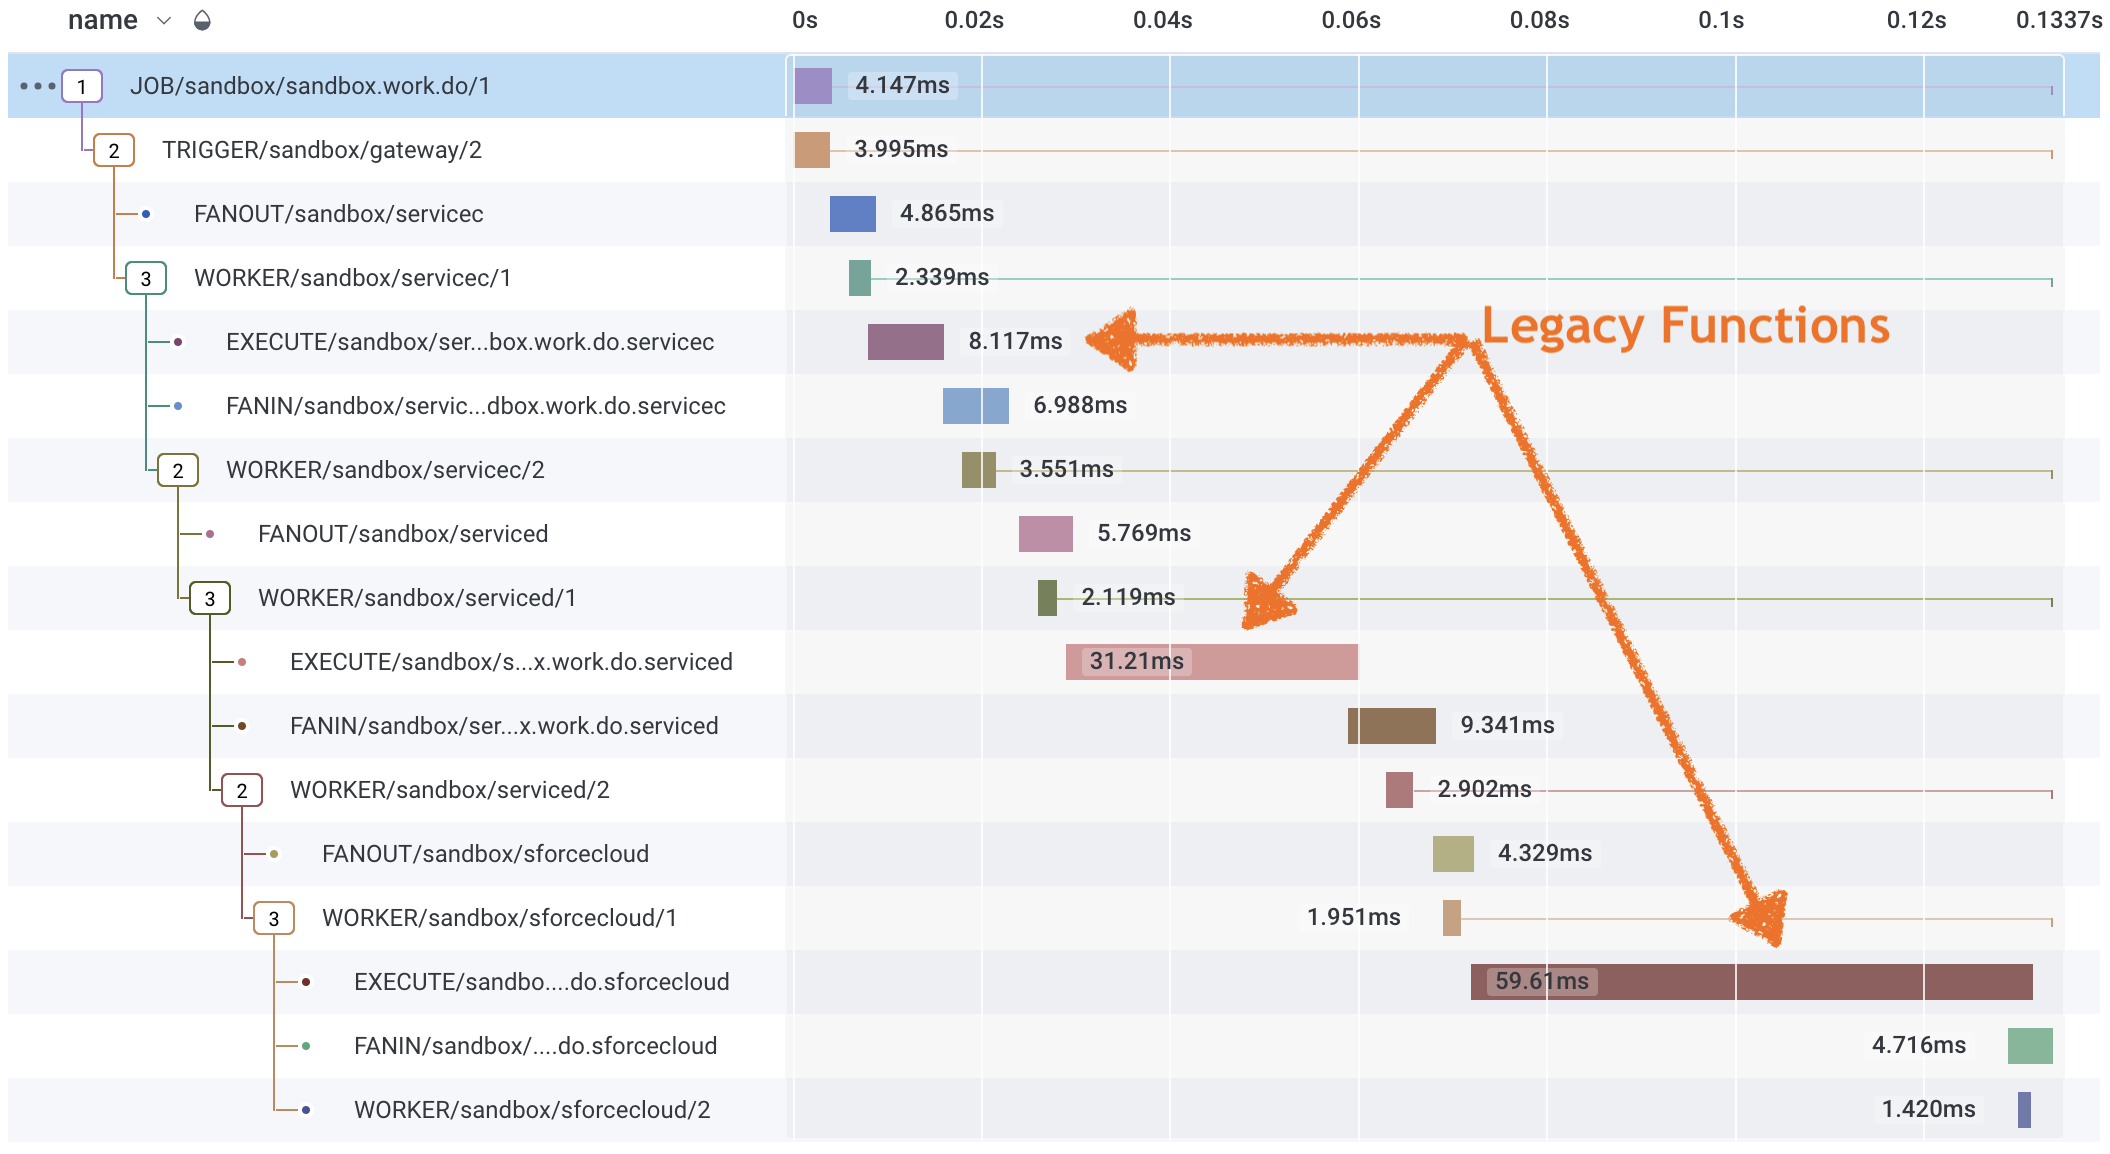 name 0s 0.02s 0.04s 0.06s 0.08s 0.1s 0.12s 0.1337s
1 JOB/sandbox/sandbox.work.do/1 4.147ms
2 TRIGGER/sandbox/gateway/2 3.995ms
FANOUT/sandbox/servicec 4.865ms
3 WORKER/sandbox/servicec/1 2.339ms
Legacy Functions
EXECUTE/sandbox/ser...box.work.do.servicec 8.117ms
FANIN/sandbox/servic...dbox.work.do.servicec 6.988ms
2 WORKER/sandbox/servicec/2 3.551ms
FANOUT/sandbox/serviced 5.769ms
3 WORKER/sandbox/serviced/1 2.119ms
EXECUTE/sandbox/s...x.work.do.serviced 31.21ms
FANIN/sandbox/ser...x.work.do.serviced 9.341ms
2 WORKER/sandbox/serviced/2 2.902ms
FANOUT/sandbox/sforcecloud 4.329ms
3 WORKER/sandbox/sforcecloud/1 1.951ms
EXECUTE/sandbo....do.sforcecloud 59.61ms
FANIN/sandbox/....do.sforcecloud 4.716ms
WORKER/sandbox/sforcecloud/2 1.420ms